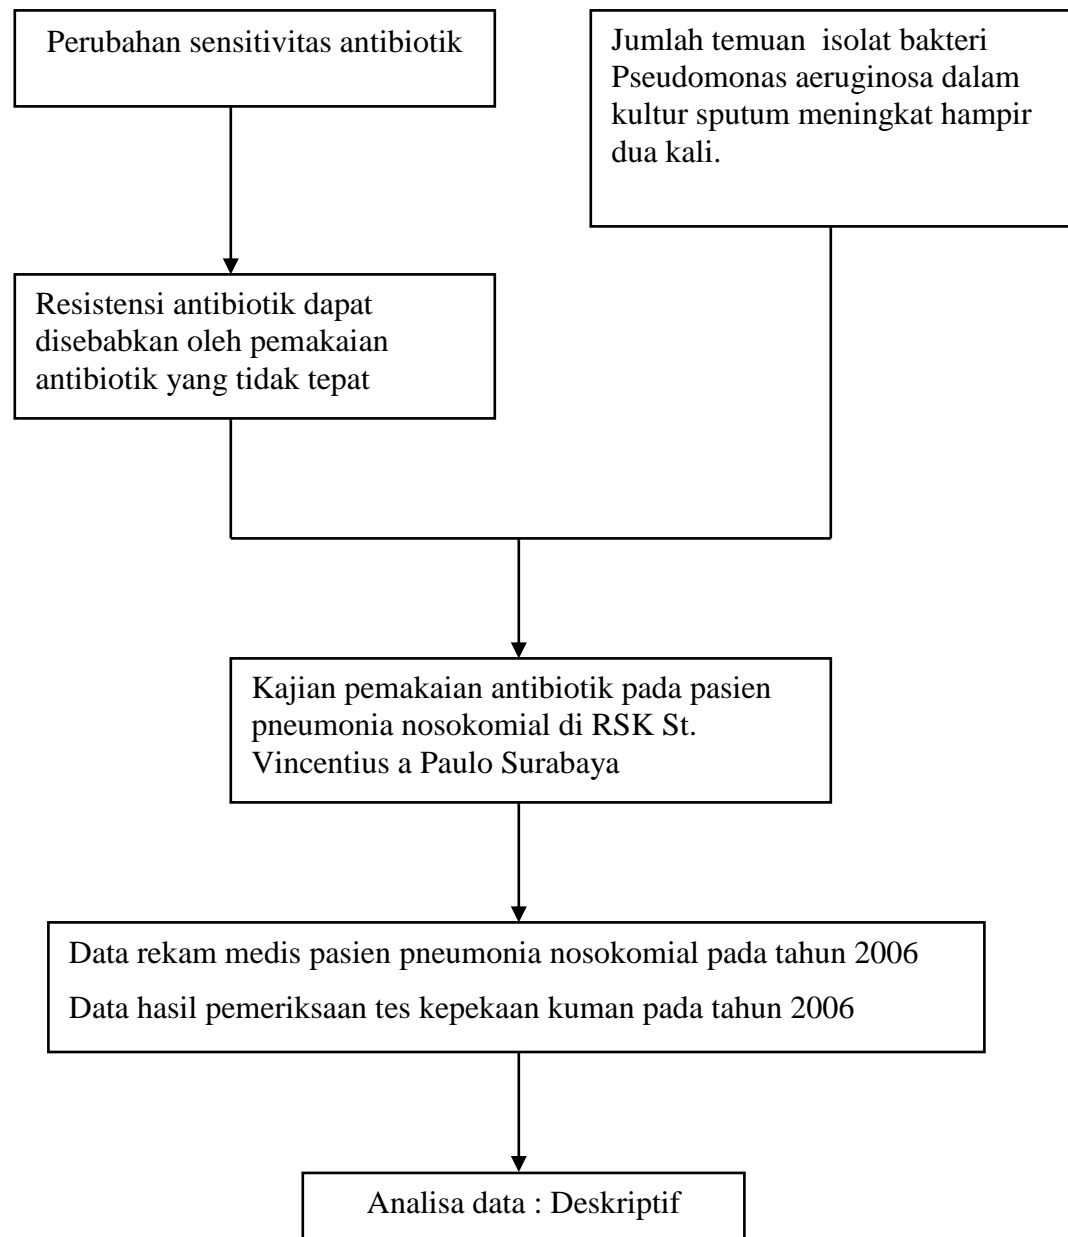 Perubahan sensitivitas antibiotik
Jumlah temuan  isolat bakteri
Pseudomonas aeruginosa dalam
kultur sputum meningkat hampir
dua kali.
Resistensi antibiotik dapat
disebabkan oleh pemakaian
antibiotik yang tidak tepat
Kajian pemakaian antibiotik pada pasien
pneumonia nosokomial di RSK St.
Vincentius a Paulo Surabaya
Data rekam medis pasien pneumonia nosokomial pada tahun 2006
Data hasil pemeriksaan tes kepekaan kuman pada tahun 2006
Analisa data : Deskriptif